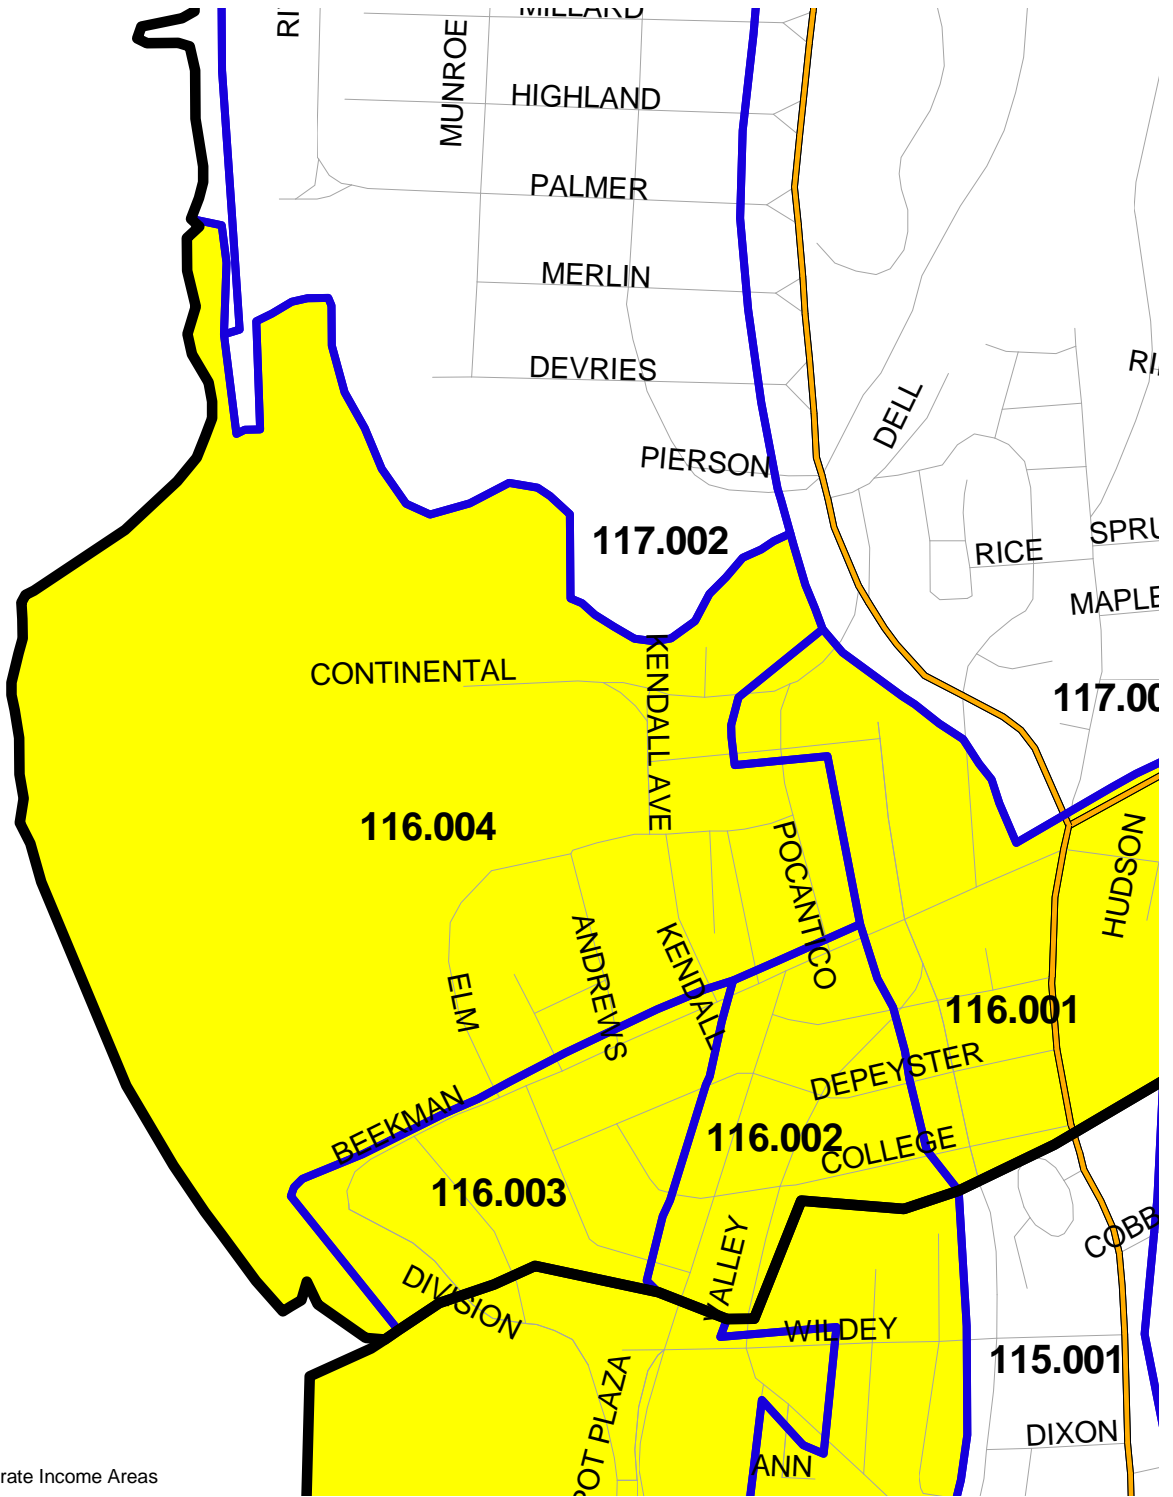 MILLARD
MUNROE
HIGHLAND
PALMER
MERLIN
DEVRIES
DELL
PIERSON
117.002
RICE
CONTINENTAL
KENDALL AVE
116.004
POCANTICO
HUDSON
ANDREWS
KENDALL
ELM
116.001
DEPEYSTER
BEEKMAN
116.002
COLLEGE
116.003
VALLEY
DIVISION
WILDEY
115.001
DIXON
ANN
rate Income Areas